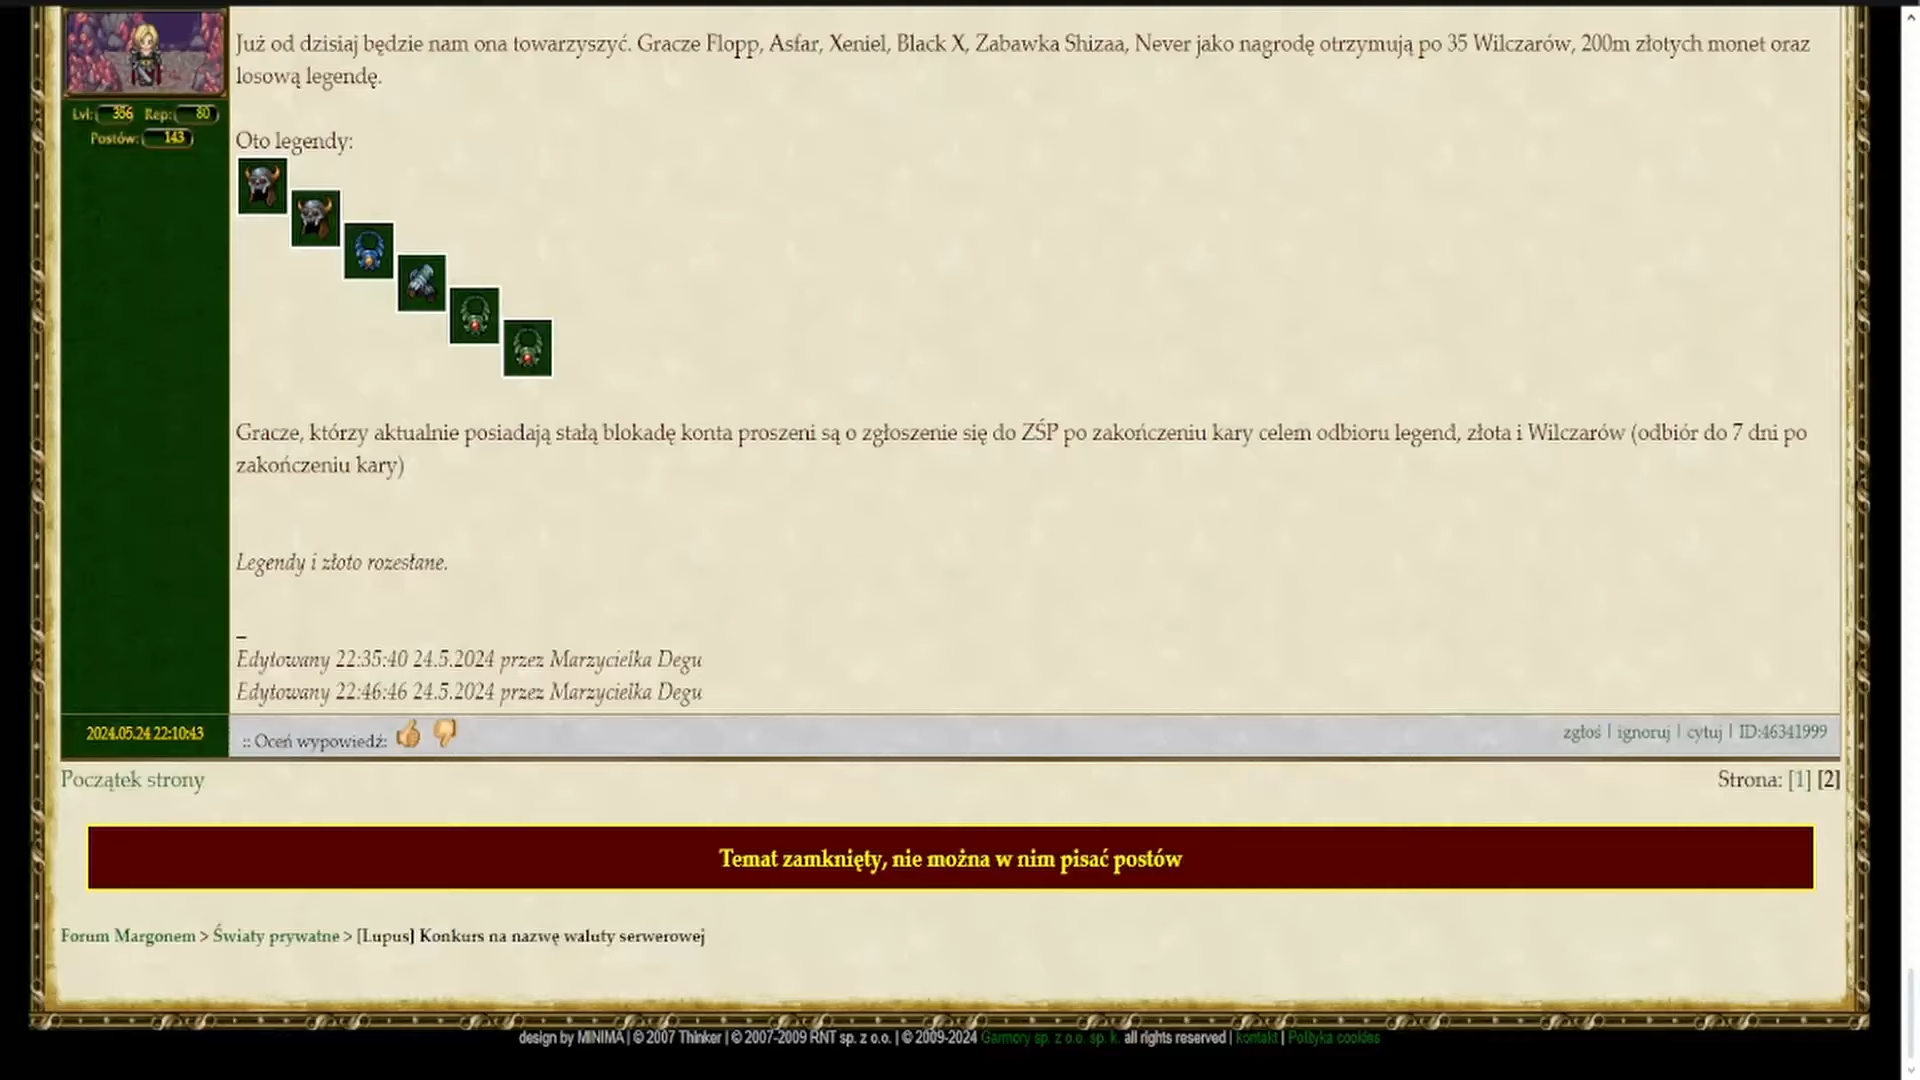 Już od dzisiaj będzie nam ona towarzyszyć. Gracze Flopp, Asfar, Xeniel, Black X, Zabawka Shizaa, Never jako nagrodę otrzymują po 35 Wilczarów, 200m złotych monet oraz
losową legendę.
Lvl: 356 Rep: 80
Postów: 143
Oto legendy:
Gracze, którzy aktualnie posiadają stałą blokadę konta proszeni są o zgłoszenie się do ZŚP po zakończeniu kary celem odbioru legend, złota i Wilczarów (odbiór do 7 dni po
zakończeniu kary)
Legendy i złoto rozesłane.
_
Edytowany 22:35:40 24.5.2024 przez Marzycielka Degu
Edytowany 22:46:46 24.5.2024 przez Marzycielka Degu
2024.05.24 22:10:43 :: Oceń wypowiedź: zgłoś | ignoruj | cytuj | ID:46341999
Początek strony Strona: [1] [2]
Temat zamknięty, nie można w nim pisać postów
Forum Margonem > Światy prywatne > [Lupus] Konkurs na nazwę waluty serwerowej
design by MINIMA | © 2007 Thinker | © 2007-2009 RNT sp. z o.o. | © 2009-2024 Garmory sp. z o.o. sp. k. all rights reserved | kontakt | Polityka cookies